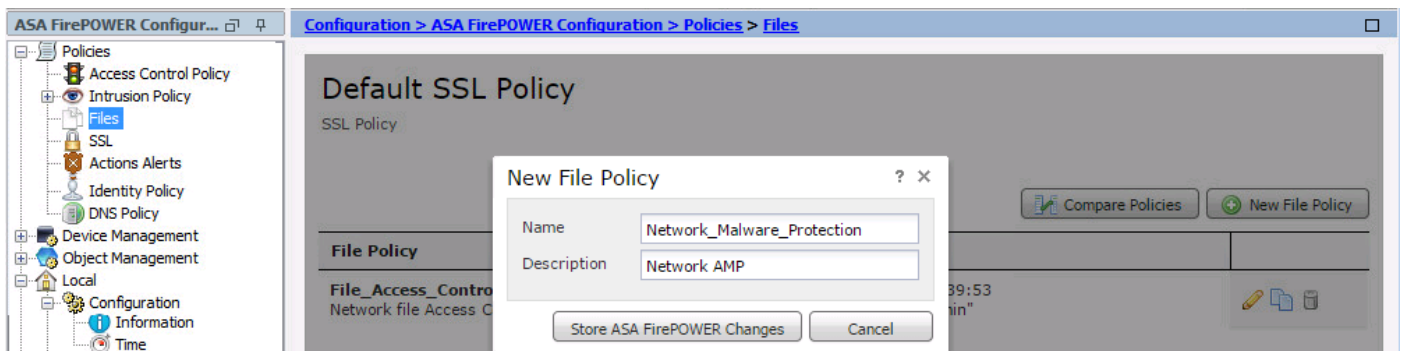 ASA FirePOWER Configur...
Policies
Access Control Policy
Intrusion Policy
Files
SSL
Actions Alerts
Identity Policy
DNS Policy
Device Management
Object Management
Local
Configuration
Information
Time
Configuration > ASA FirePOWER Configuration > Policies > Files
Default SSL Policy
SSL Policy
Compare Policies
New File Policy
File Policy
File_Access_Contro
39:53
Network file Access C
in"
New File Policy
? ×
Name
Network_Malware_Protection
Description
Network AMP
Store ASA FirePOWER Changes
Cancel